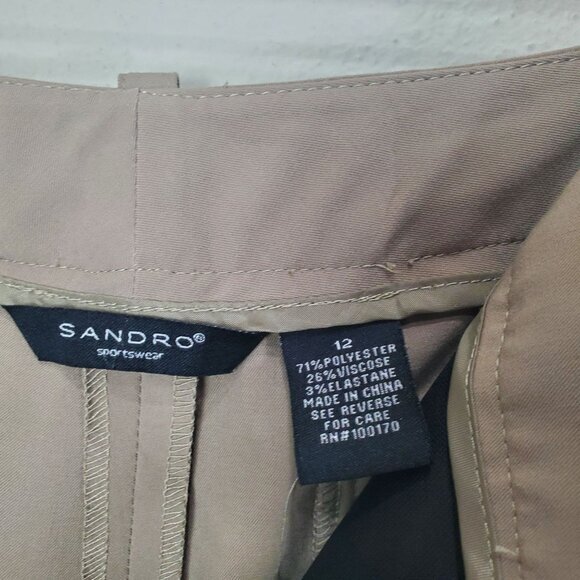 SANDRO®
sportswear
12
71%POLYESTER
26%VISCOSE
3%ELASTANE
MADE IN CHINA
SEE REVERSE
FOR CARE
RN#100170